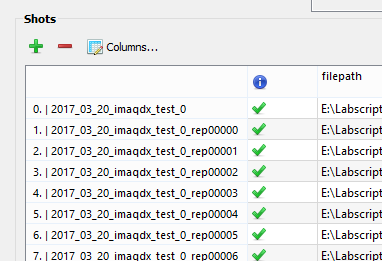 Shots
Columns...
filepath
0. | 2017_03_20_imaqdx_test_0 E:\Labscript
1. | 2017_03_20_imaqdx_test_0_rep00000 E:\Labscript
2. | 2017_03_20_imaqdx_test_0_rep00001 E:\Labscript
3. | 2017_03_20_imaqdx_test_0_rep00002 E:\Labscript
4. | 2017_03_20_imaqdx_test_0_rep00003 E:\Labscript
5. | 2017_03_20_imaqdx_test_0_rep00004 E:\Labscript
6. | 2017_03_20_imaqdx_test_0_rep00005 E:\Labscript
7. | 2017_03_20_imaqdx_test_0_rep00006 E:\Labscript